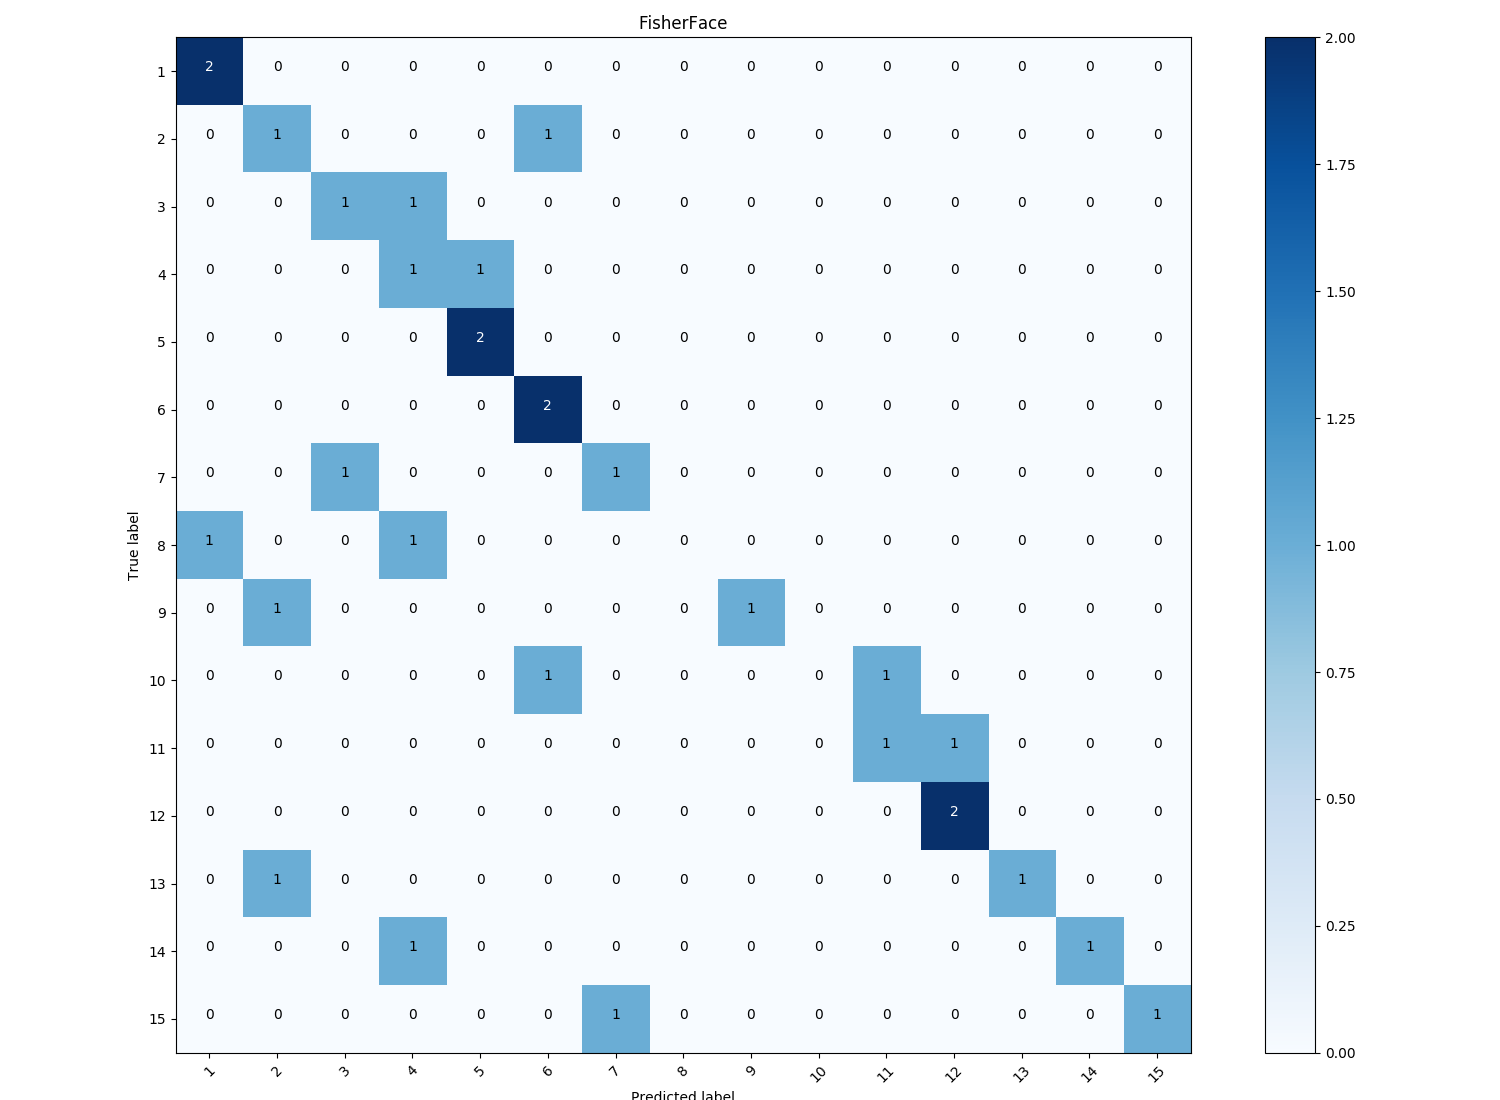 FisherFace
1 2 0 0 0 0 0 0 0 0 0 0 0 0 0 0
2 0 1 0 0 0 1 0 0 0 0 0 0 0 0 0
3 0 0 1 1 0 0 0 0 0 0 0 0 0 0 0
4 0 0 0 1 1 0 0 0 0 0 0 0 0 0 0
5 0 0 0 0 2 0 0 0 0 0 0 0 0 0 0
6 0 0 0 0 0 2 0 0 0 0 0 0 0 0 0
7 0 0 1 0 0 0 1 0 0 0 0 0 0 0 0
8 1 0 0 1 0 0 0 0 0 0 0 0 0 0 0
9 0 1 0 0 0 0 0 0 1 0 0 0 0 0 0
10 0 0 0 0 0 1 0 0 0 0 1 0 0 0 0
11 0 0 0 0 0 0 0 0 0 0 1 1 0 0 0
12 0 0 0 0 0 0 0 0 0 0 0 2 0 0 0
13 0 1 0 0 0 0 0 0 0 0 0 0 1 0 0
14 0 0 0 1 0 0 0 0 0 0 0 0 0 1 0
15 0 0 0 0 0 0 1 0 0 0 0 0 0 0 1
1 2 3 4 5 6 7 8 9 10 11 12 13 14 15
True label
Predicted label
2.00
1.75
1.50
1.25
1.00
0.75
0.50
0.25
0.00